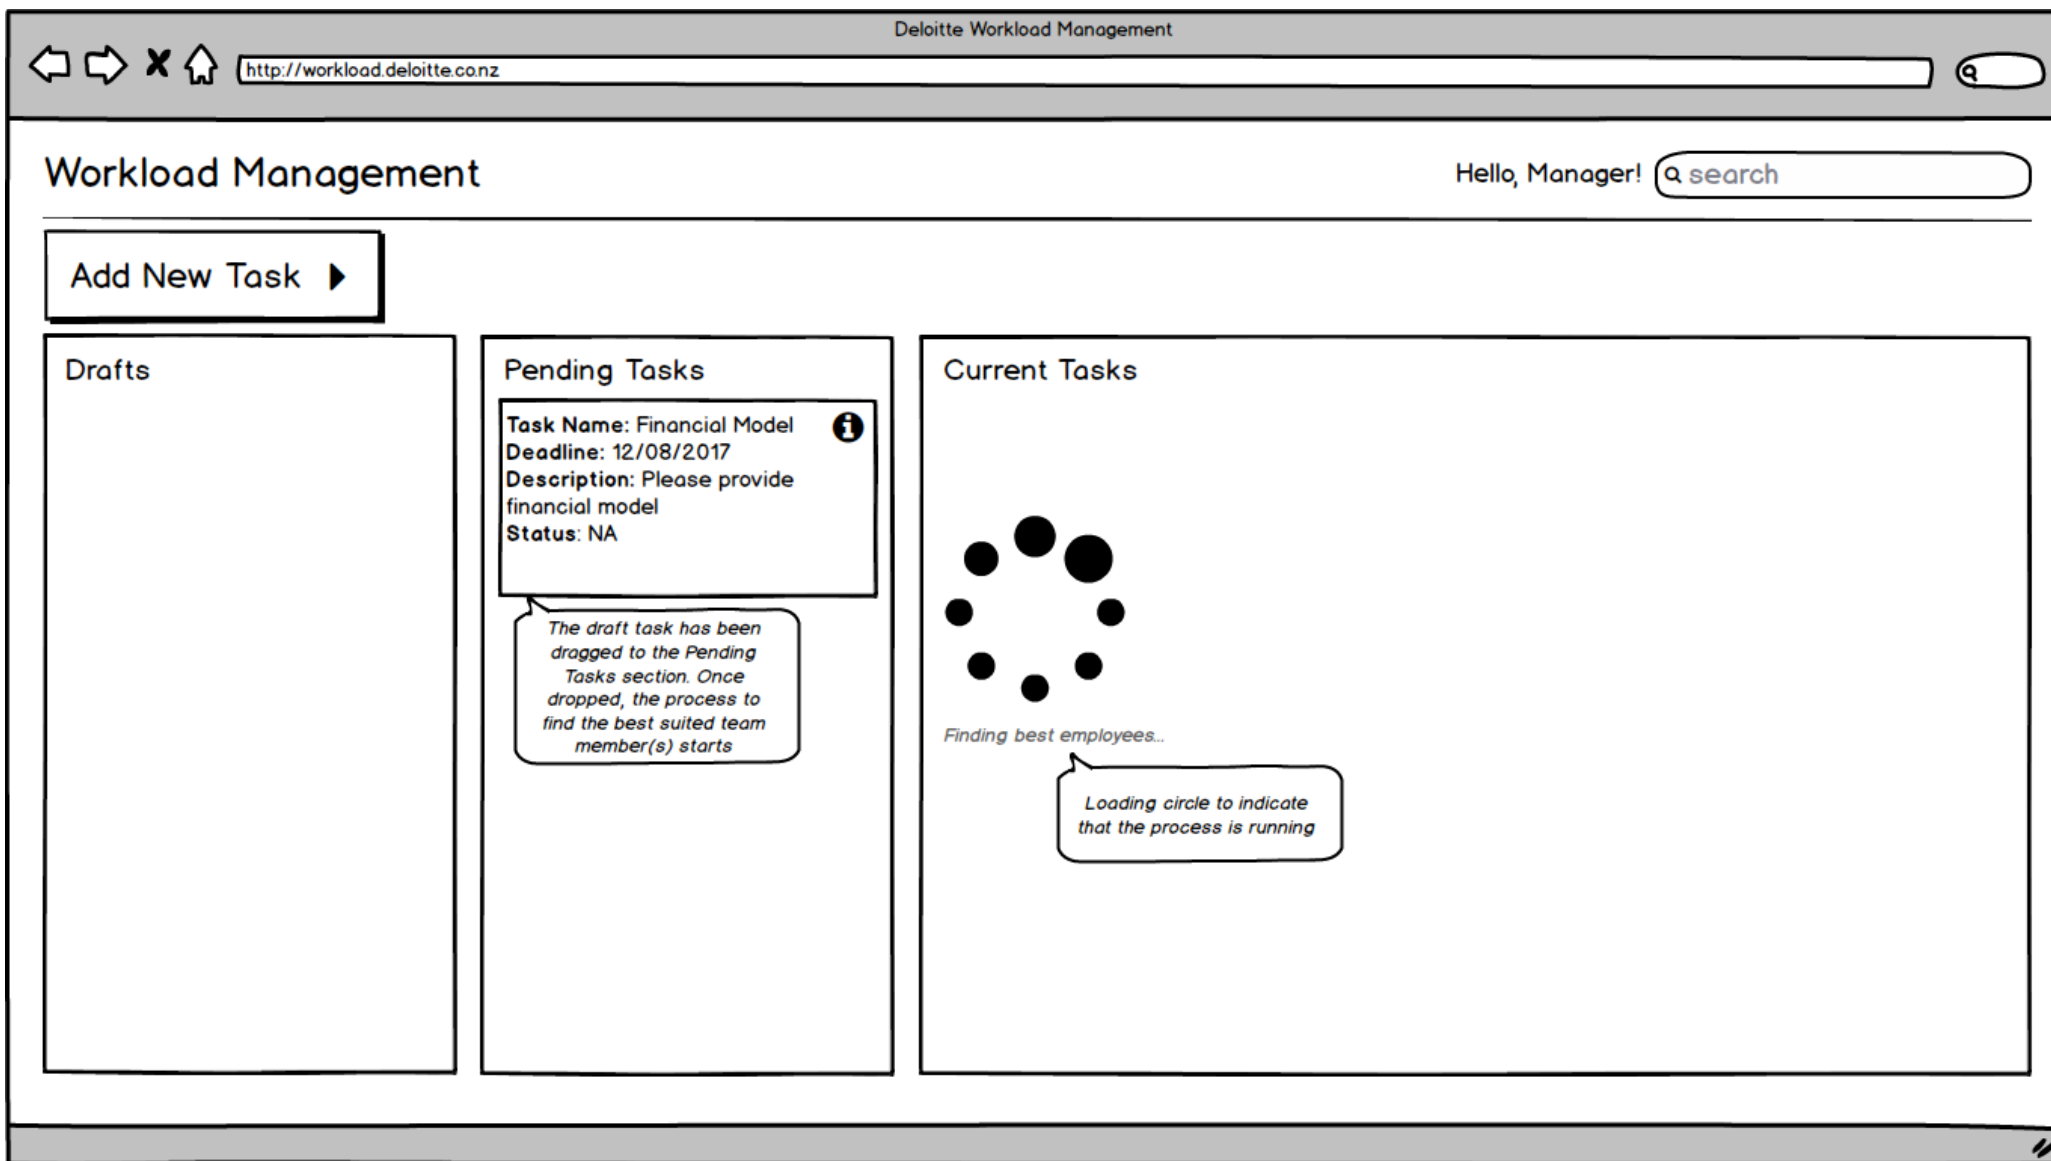 Deloitte Workload Management
http://workload.deloitte.co.nz
Workload Management
Hello, Manager!
search
Add New Task
Drafts
Pending Tasks
Task Name: Financial Model
Deadline: 12/08/2017
Description: Please provide
financial model
Status: NA
The draft task has been
dragged to the Pending
Tasks section. Once
dropped, the process to
find the best suited team
member(s) starts
Current Tasks
Finding best employees...
Loading circle to indicate
that the process is running